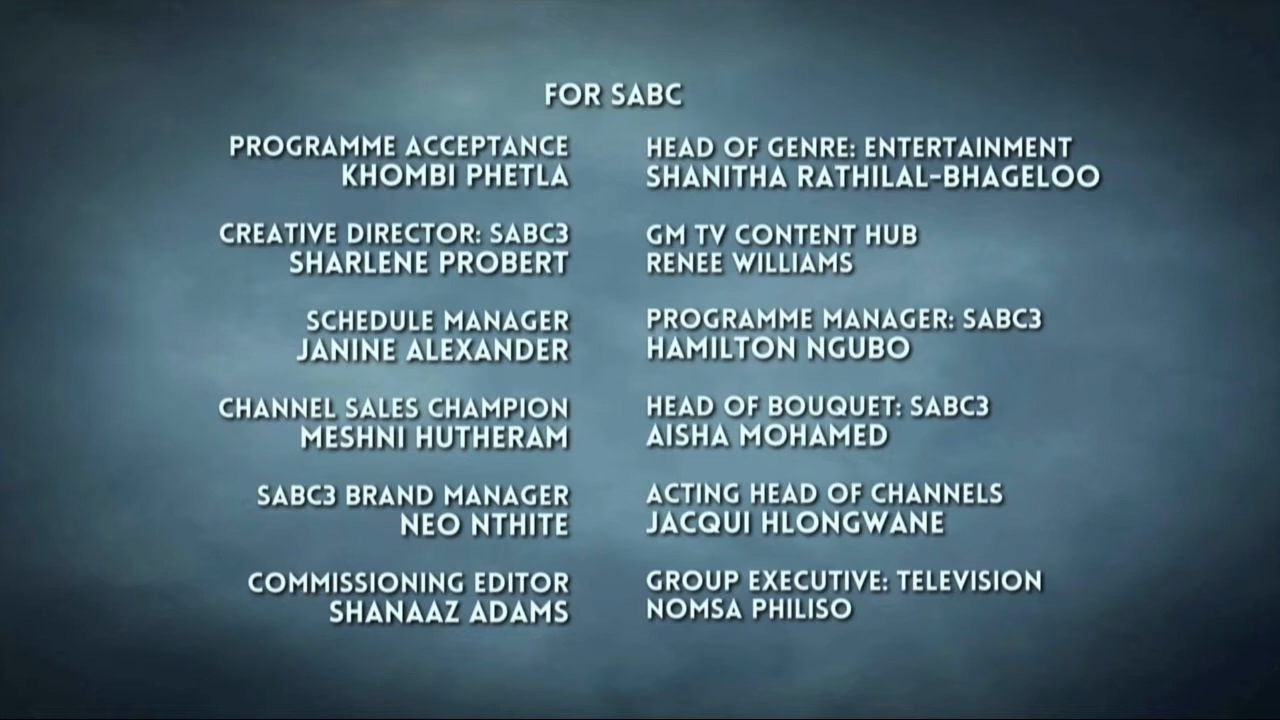 FOR SABC
PROGRAMME ACCEPTANCE
KHOMBI PHETLA
CREATIVE DIRECTOR: SABC3
SHARLENE PROBERT
SCHEDULE MANAGER
JANINE ALEXANDER
CHANNEL SALES CHAMPION
MESHNI HUTHERAM
SABC3 BRAND MANAGER
NEO NTHITE
COMMISSIONING EDITOR
SHANAAZ ADAMS
HEAD OF GENRE: ENTERTAINMENT
SHANITHA RATHILAL-BHAGELOO
GM TV CONTENT HUB
RENEE WILLIAMS
PROGRAMME MANAGER: SABC3
HAMILTON NGUBO
HEAD OF BOUQUET: SABC3
AISHA MOHAMED
ACTING HEAD OF CHANNELS
JACQUI HLONGWANE
GROUP EXECUTIVE: TELEVISION
NOMSA PHILISO